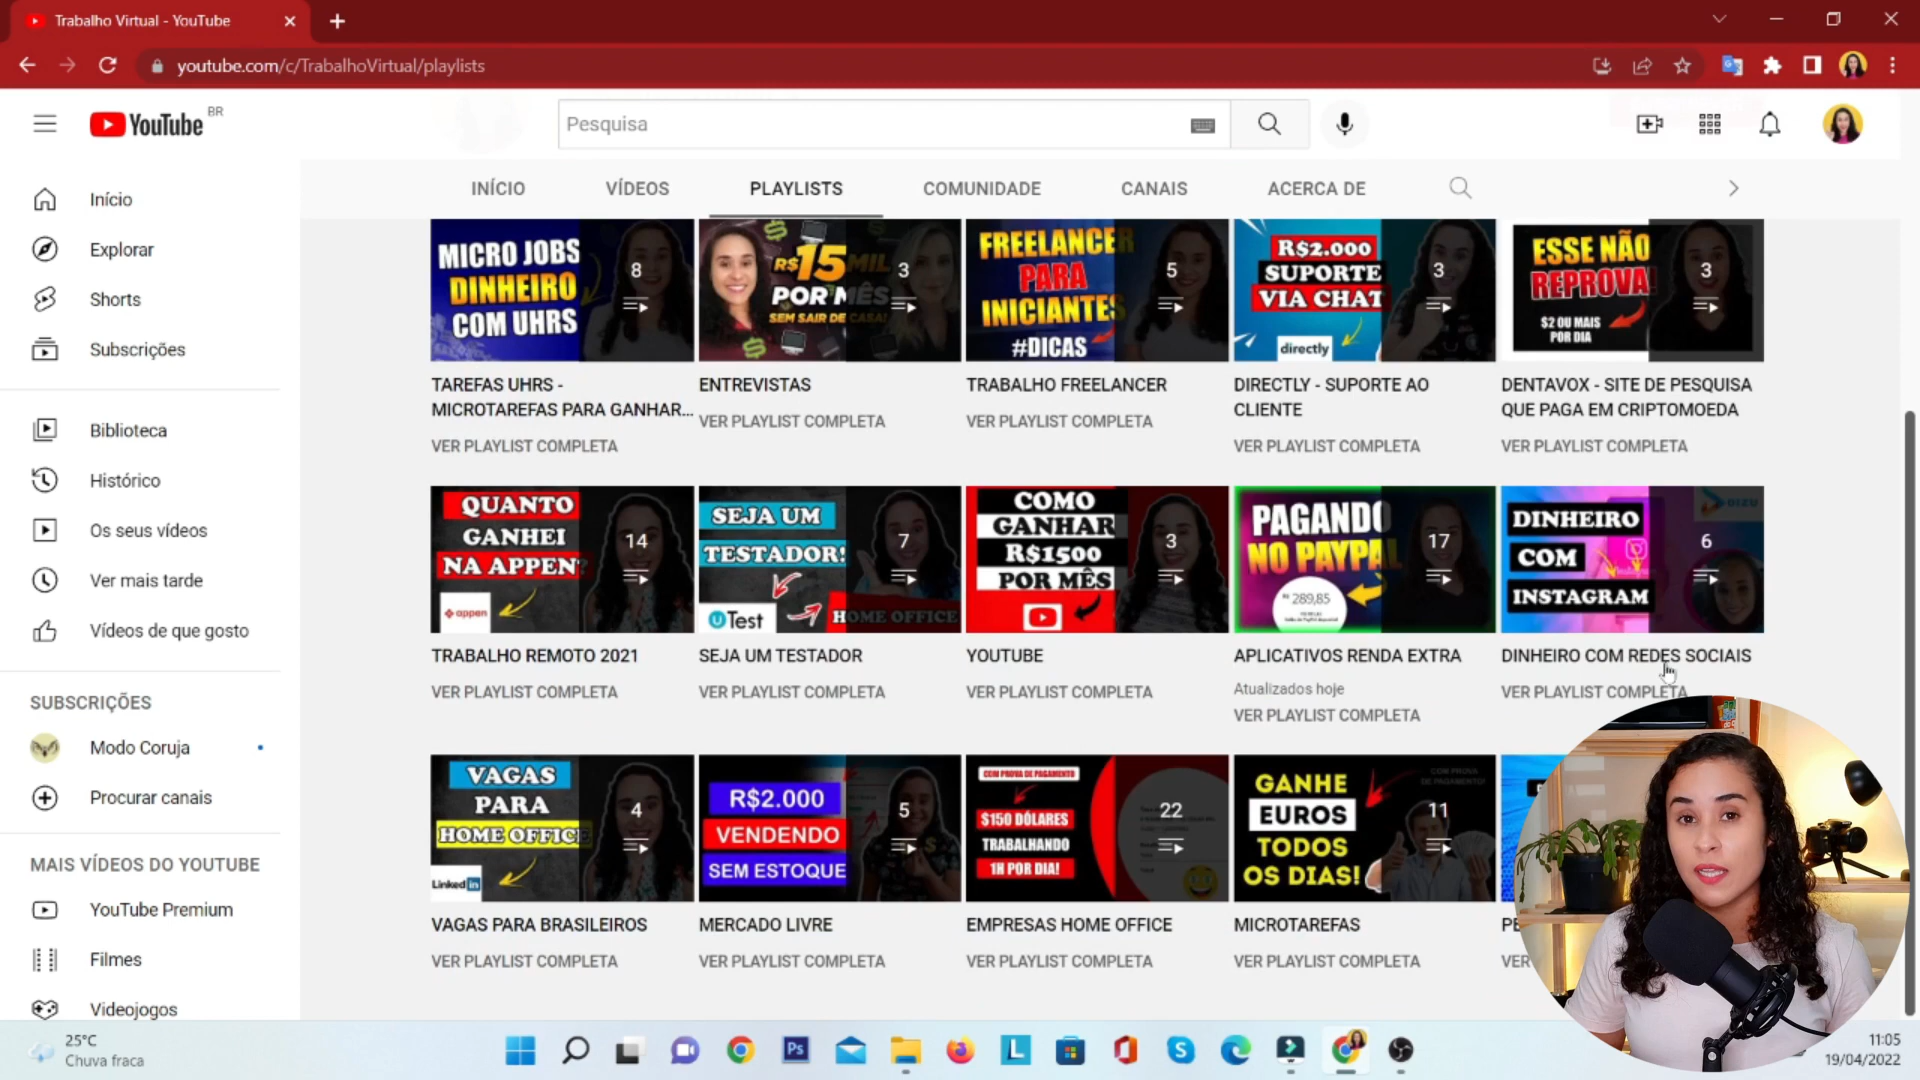 Trabalho Virtual - YouTube
youtube.com/c/TrabalhoVirtual/playlists
YouTube BR
Pesquisa
INÍCIO
VÍDEOS
PLAYLISTS
COMUNIDADE
CANAIS
ACERCA DE
Início
Explorar
Shorts
Subscrições
Biblioteca
Histórico
Os seus vídeos
Ver mais tarde
Vídeos de que gosto
SUBSCRIÇÕES
Modo Coruja
Procurar canais
MAIS VÍDEOS DO YOUTUBE
YouTube Premium
Filmes
Videojogos
MICRO JOBS
DINHEIRO
COM UHRS
8
TAREFAS UHRS -
MICROTAREFAS PARA GANHAR...
VER PLAYLIST COMPLETA
R$15 MIL
POR MÊS
SEM SAIR DE CASA!
3
ENTREVISTAS
VER PLAYLIST COMPLETA
FREELANCER
PARA
INICIANTES
#DICAS
5
TRABALHO FREELANCER
VER PLAYLIST COMPLETA
R$2.000
SUPORTE
VIA CHAT
directly
3
DIRECTLY - SUPORTE AO
CLIENTE
VER PLAYLIST COMPLETA
ESSE NÃO
REPROVA!
$2 OU MAIS
POR DIA
3
DENTAVOX - SITE DE PESQUISA
QUE PAGA EM CRIPTOMOEDA
VER PLAYLIST COMPLETA
QUANTO
GANHEI
NA APPEN?
appen
14
TRABALHO REMOTO 2021
VER PLAYLIST COMPLETA
SEJA UM
TESTADOR!
uTest
HOME OFFICE
7
SEJA UM TESTADOR
VER PLAYLIST COMPLETA
COMO
GANHAR
R$1500
POR MÊS
3
YOUTUBE
VER PLAYLIST COMPLETA
PAGANDO
NO PAYPAL
289,85
17
APLICATIVOS RENDA EXTRA
Atualizados hoje
VER PLAYLIST COMPLETA
DINHEIRO
COM
INSTAGRAM
DIZU
6
DINHEIRO COM REDES SOCIAIS
VER PLAYLIST COMPLETA
VAGAS
PARA
HOME OFFICE
Linked in
4
VAGAS PARA BRASILEIROS
VER PLAYLIST COMPLETA
R$2.000
VENDENDO
SEM ESTOQUE
5
MERCADO LIVRE
VER PLAYLIST COMPLETA
COM PROVA DE PAGAMENTO
$150 DÓLARES
TRABALHANDO
1H POR DIA!
22
EMPRESAS HOME OFFICE
VER PLAYLIST COMPLETA
GANHE
EUROS
TODOS
OS DIAS!
COM PROVA
DE PAGAMENTO!
11
MICROTAREFAS
VER PLAYLIST COMPLETA
25°C
Chuva fraca
Ps
L
S
11:05
19/04/2022